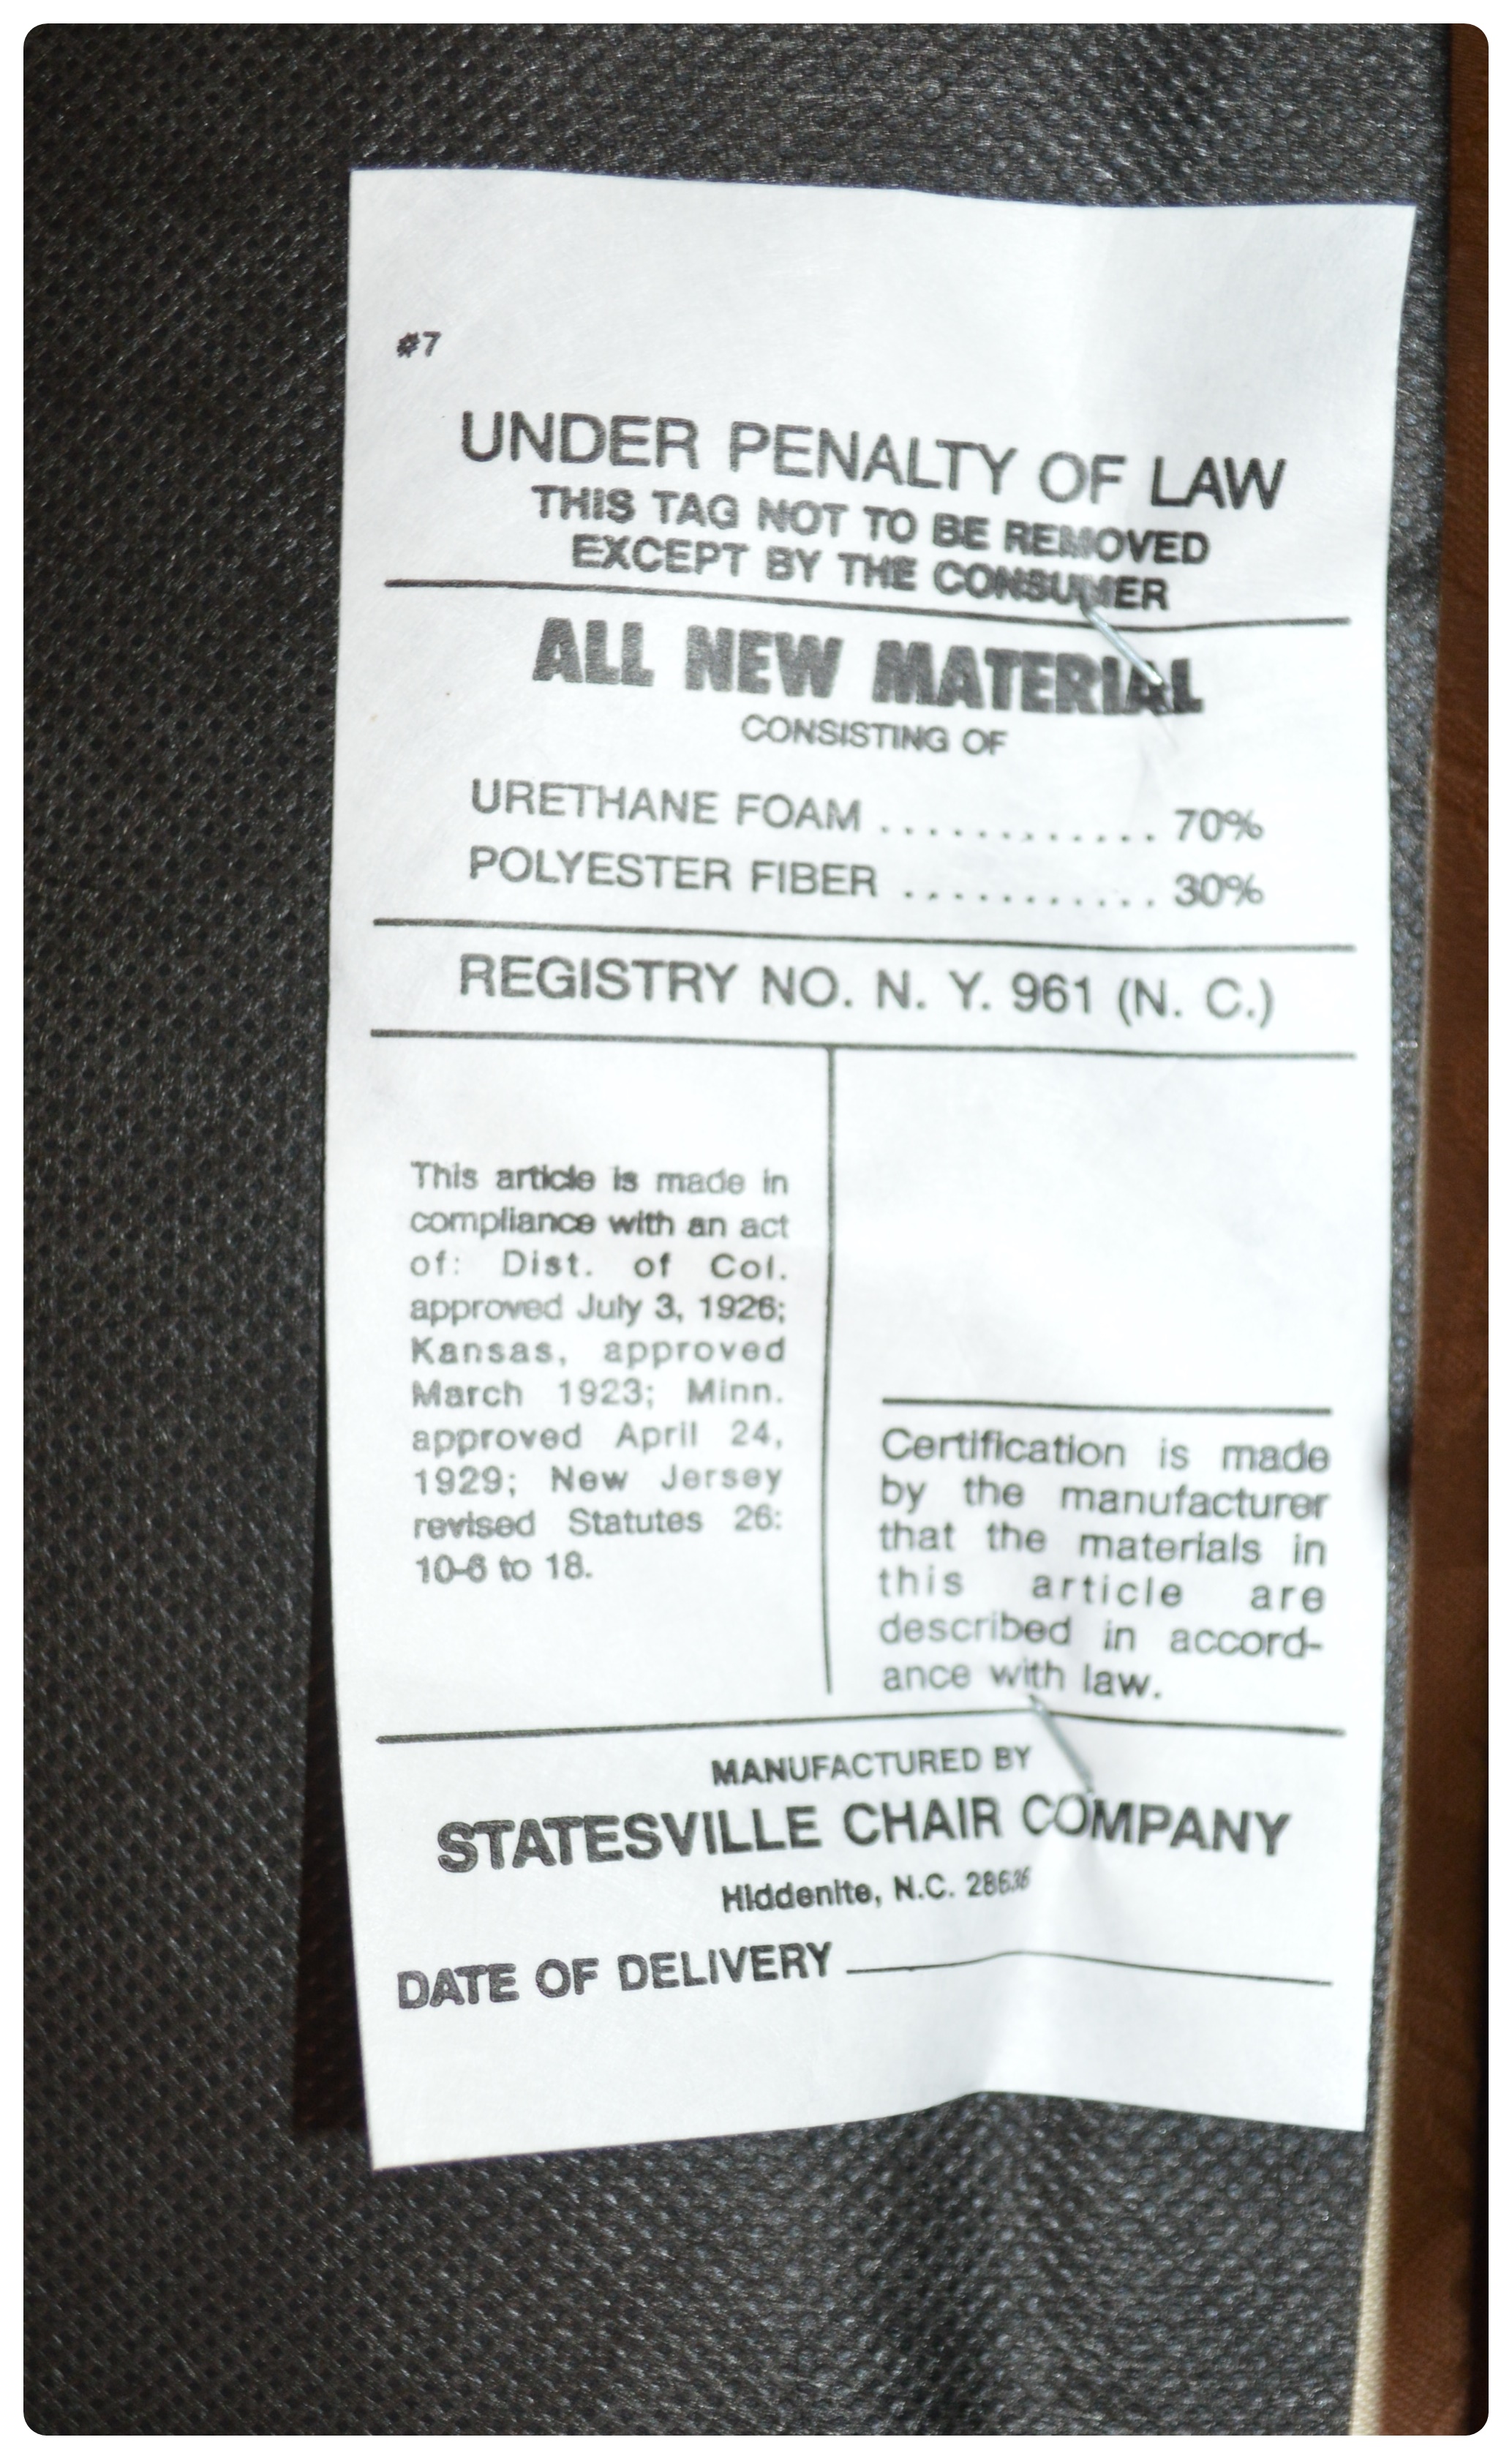 #7
UNDER PENALTY OF LAW
THIS TAG NOT TO BE REMOVED
EXCEPT BY THE CONSUMER
ALL NEW MATERIAL
CONSISTING OF
URETHANE FOAM ............ 70%
POLYESTER FIBER ........... 30%
REGISTRY NO. N. Y. 961 (N. C.)
This article is made in
compliance with an act
of: Dist. of Col.
approved July 3, 1926;
Kansas, approved
March 1923; Minn.
approved April 24,
1929; New Jersey
revised Statutes 26:
10-6 to 18.
Certification is made
by the manufacturer
that the materials in
this article are
described in accord-
ance with law.
MANUFACTURED BY
STATESVILLE CHAIR COMPANY
Hiddenite, N.C. 28636
DATE OF DELIVERY